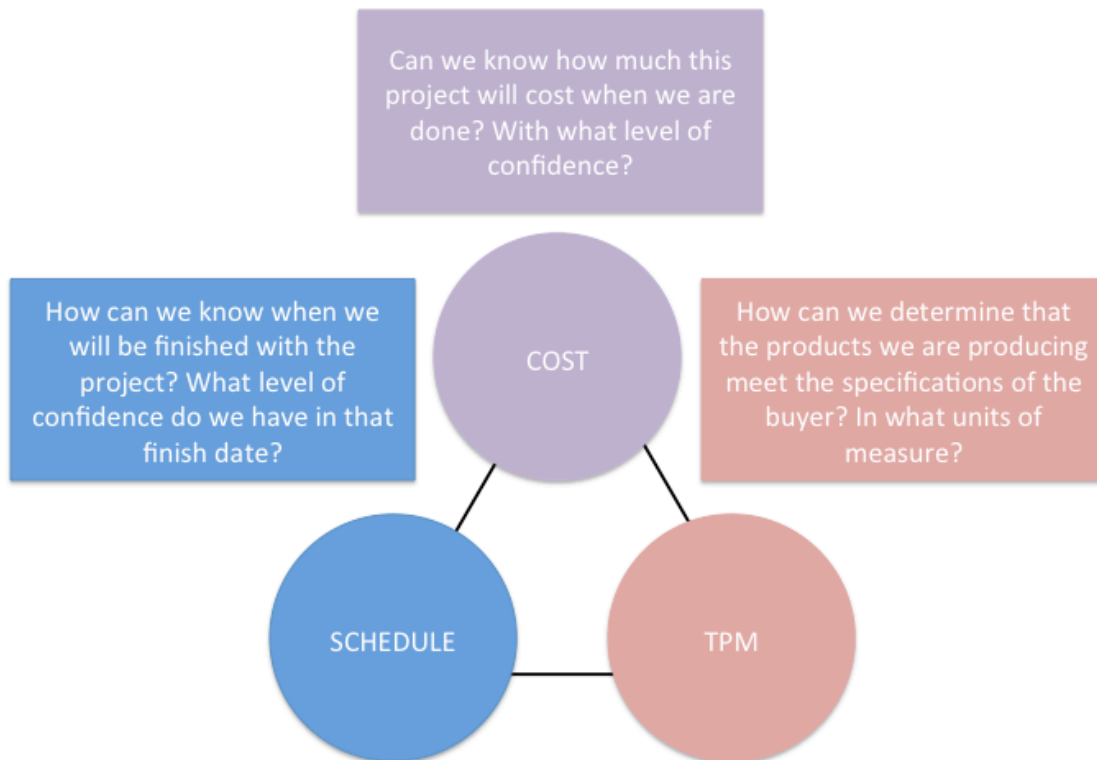 Can we know how much this
project will cost when we are
done? With what level of
confidence?
How can we know when we
will be finished with the
project? What level of
confidence do we have in that
finish date?
How can we determine that
the products we are producing
meet the specifications of the
buyer? In what units of
measure?
COST
SCHEDULE
TPM